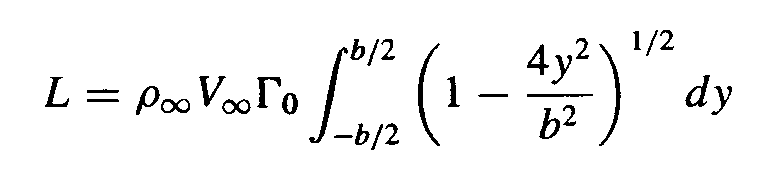 L = ρ∞ V∞ Γ0 ∫_{-b/2}^{b/2} (1 − 4y²/b²)^{1/2} dy